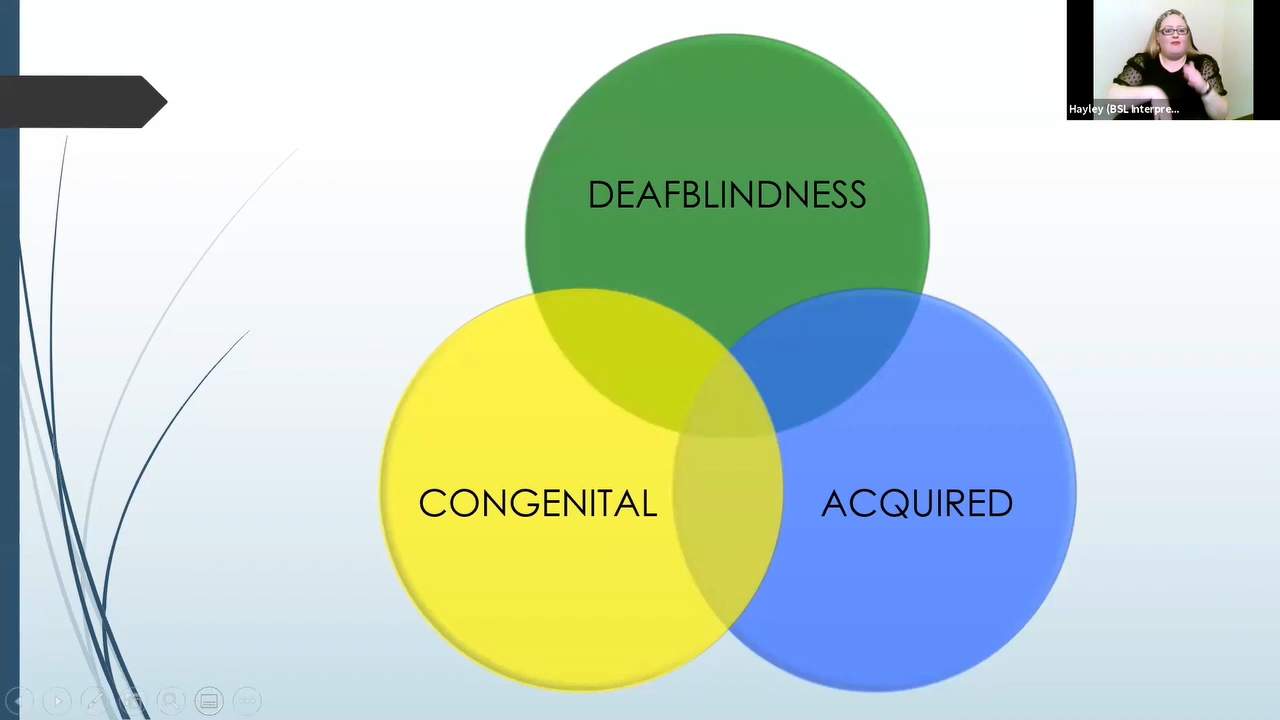 Hayley (BSL Interpre...
DEAFBLINDNESS
CONGENITAL
ACQUIRED